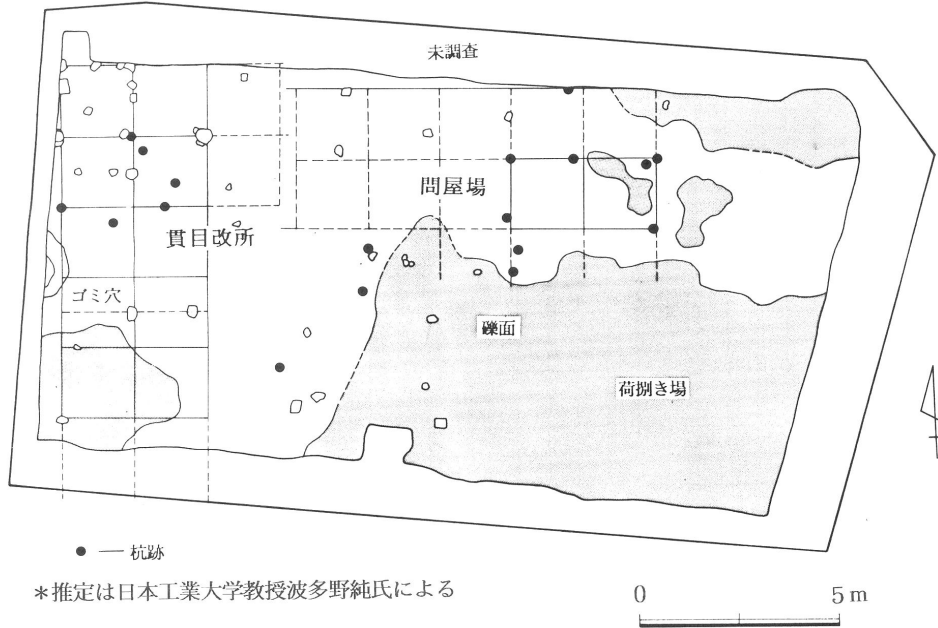 未調査
問屋場
貫目改所
ゴミ穴
礫面
荷捌き場
● — 杭跡
*推定は日本工業大学教授波多野純氏による
0 5m